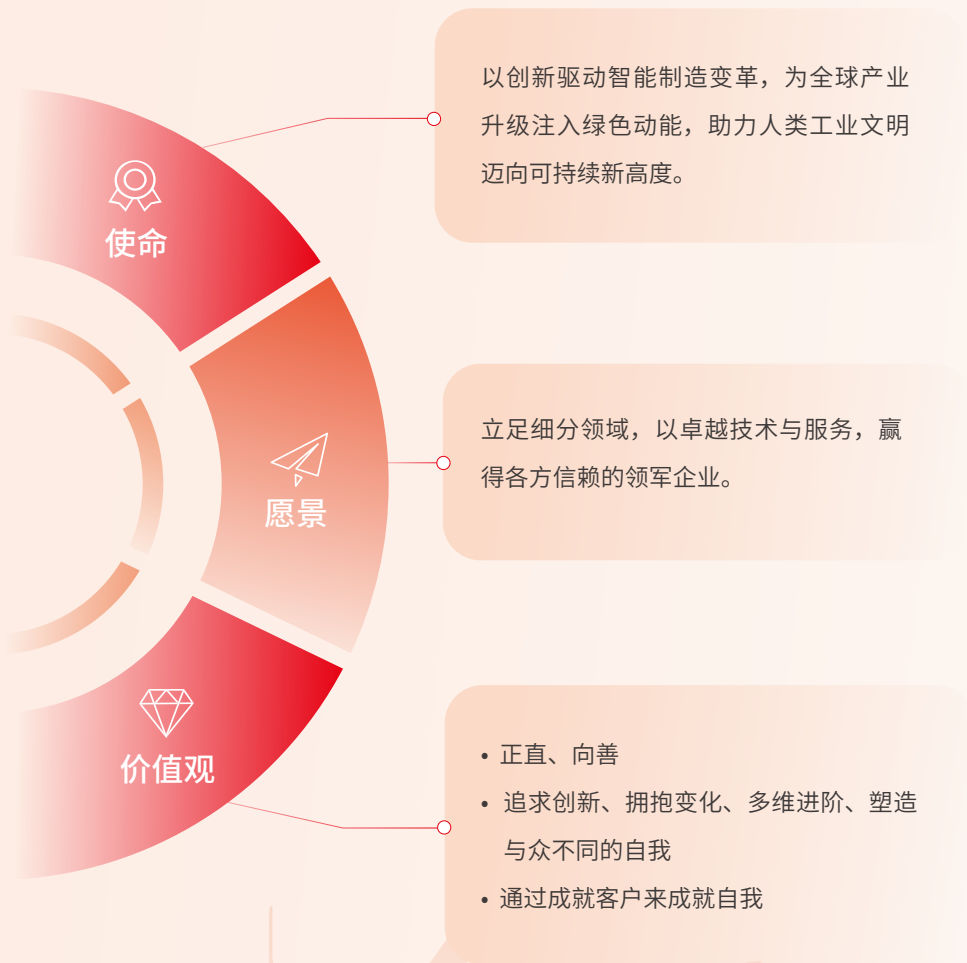 使命
以创新驱动智能制造变革，为全球产业
升级注入绿色动能，助力人类工业文明
迈向可持续新高度。
愿景
立足细分领域，以卓越技术与服务，赢
得各方信赖的领军企业。
价值观
• 正直、向善
• 追求创新、拥抱变化、多维进阶、塑造
与众不同的自我
• 通过成就客户来成就自我